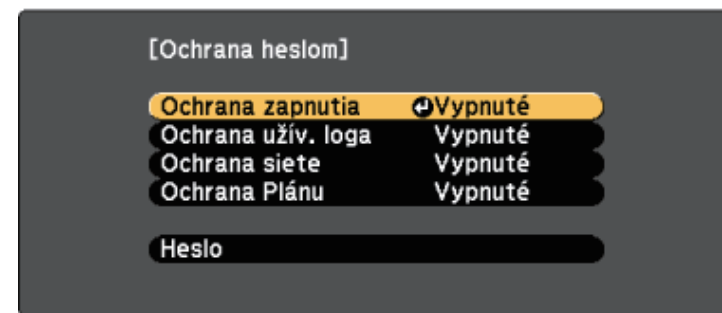 [Ochrana heslom]
Ochrana zapnutia Vypnuté
Ochrana užív. loga Vypnuté
Ochrana siete Vypnuté
Ochrana Plánu Vypnuté
Heslo